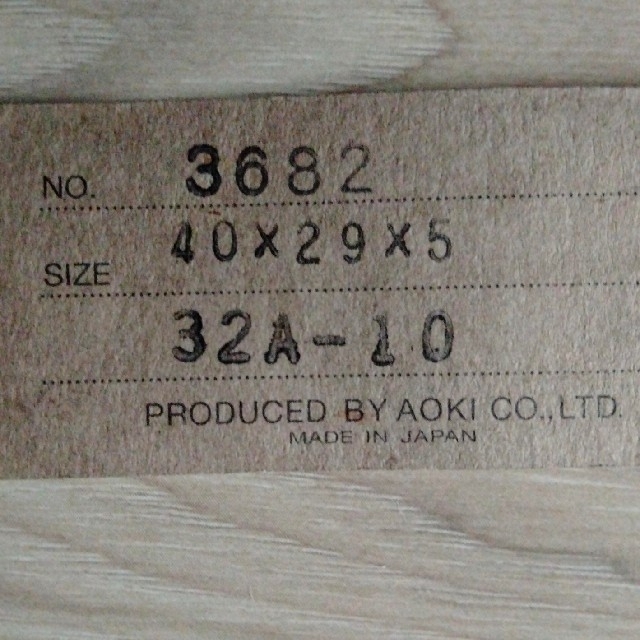 NO. 3682
SIZE 40×29×5
32A-10
PRODUCED BY AOKI CO.,LTD.
MADE IN JAPAN